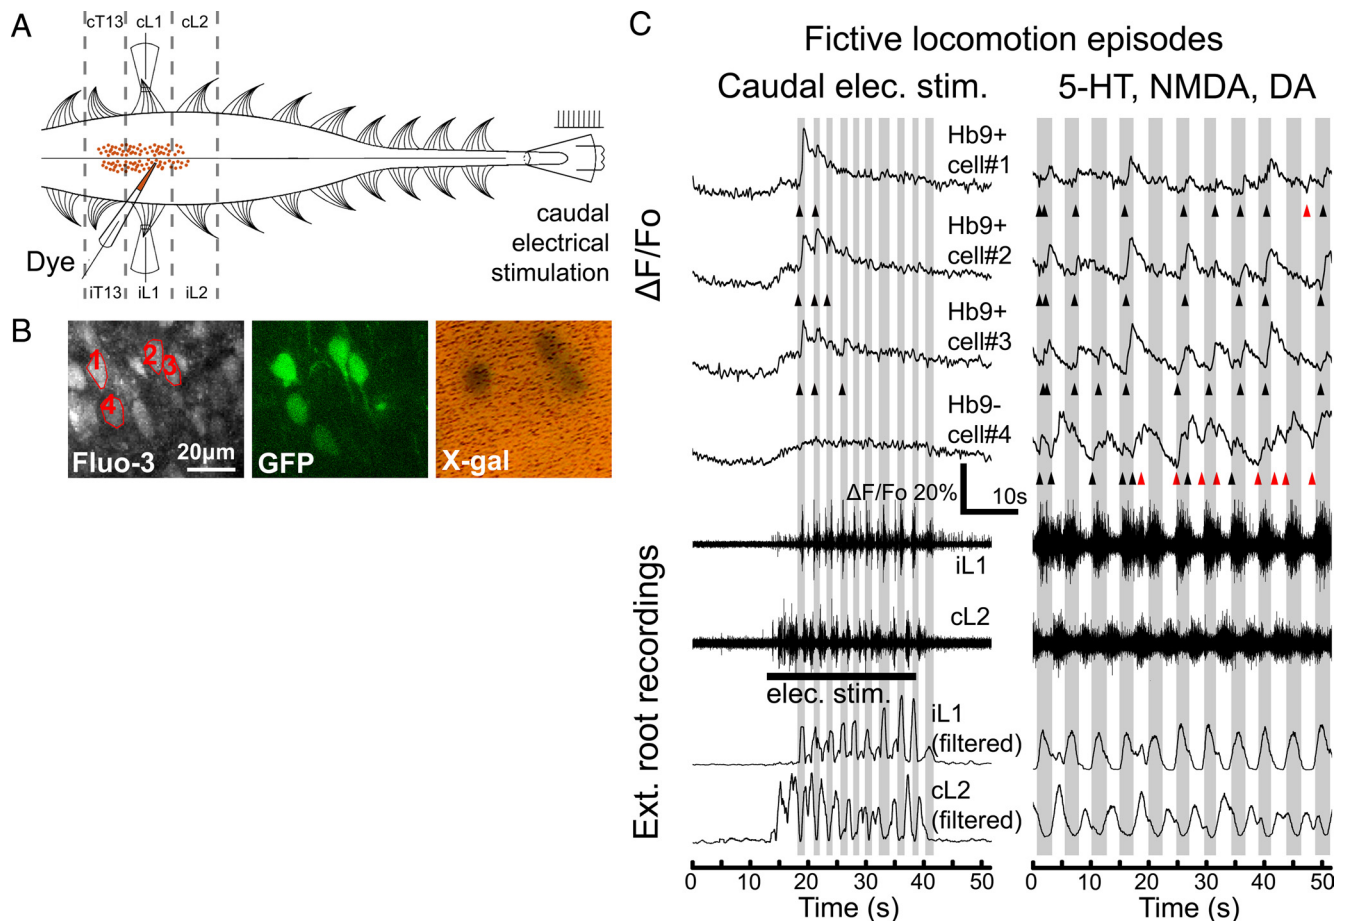 A
cT13
cL1
cL2
Dye
iT13
iL1
iL2
caudal
electrical
stimulation
B
1
2
3
4
20µm
Fluo-3
GFP
X-gal
C
Fictive locomotion episodes
Caudal elec. stim.
5-HT, NMDA, DA
ΔF/Fo
Hb9+
cell#1
Hb9+
cell#2
Hb9+
cell#3
Hb9-
cell#4
ΔF/Fo 20%
10s
Ext. root recordings
iL1
cL2
elec. stim.
iL1
(filtered)
cL2
(filtered)
0 10 20 30 40 50
Time (s)
0 10 20 30 40 50
Time (s)